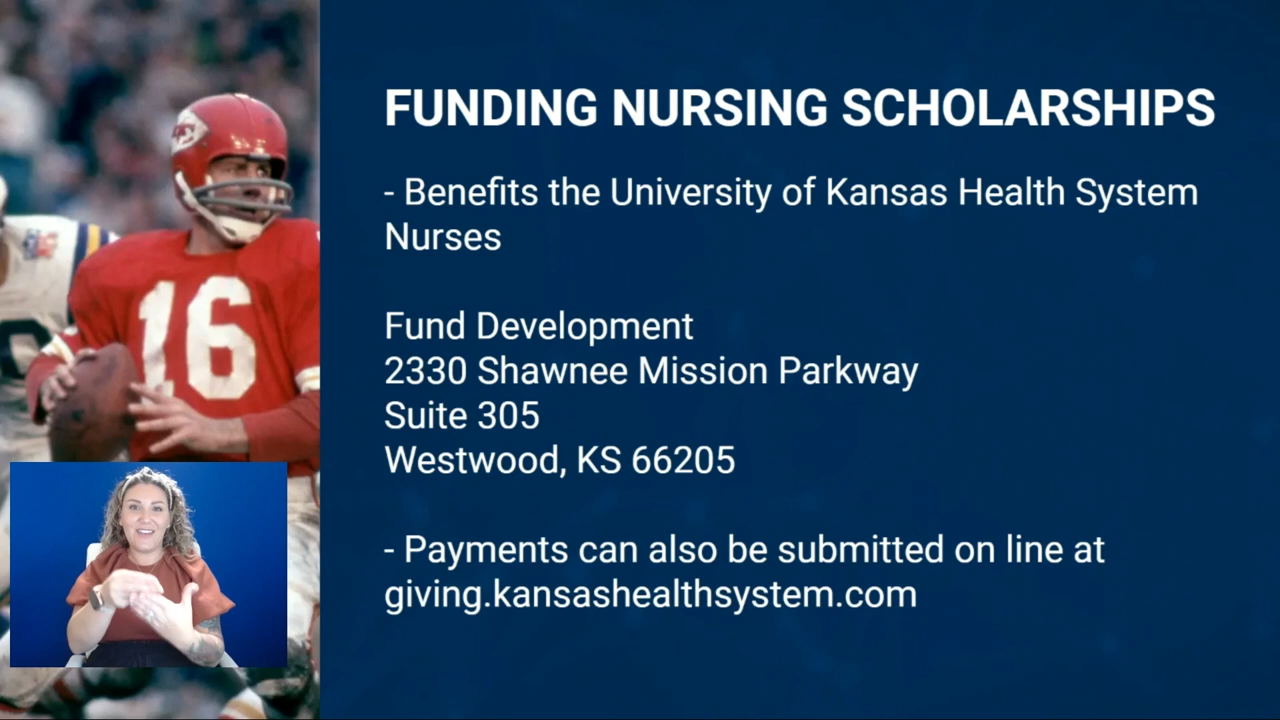 FUNDING NURSING SCHOLARSHIPS
- Benefits the University of Kansas Health System
Nurses
Fund Development
2330 Shawnee Mission Parkway
Suite 305
Westwood, KS 66205
- Payments can also be submitted on line at
giving.kansashealthsystem.com
16